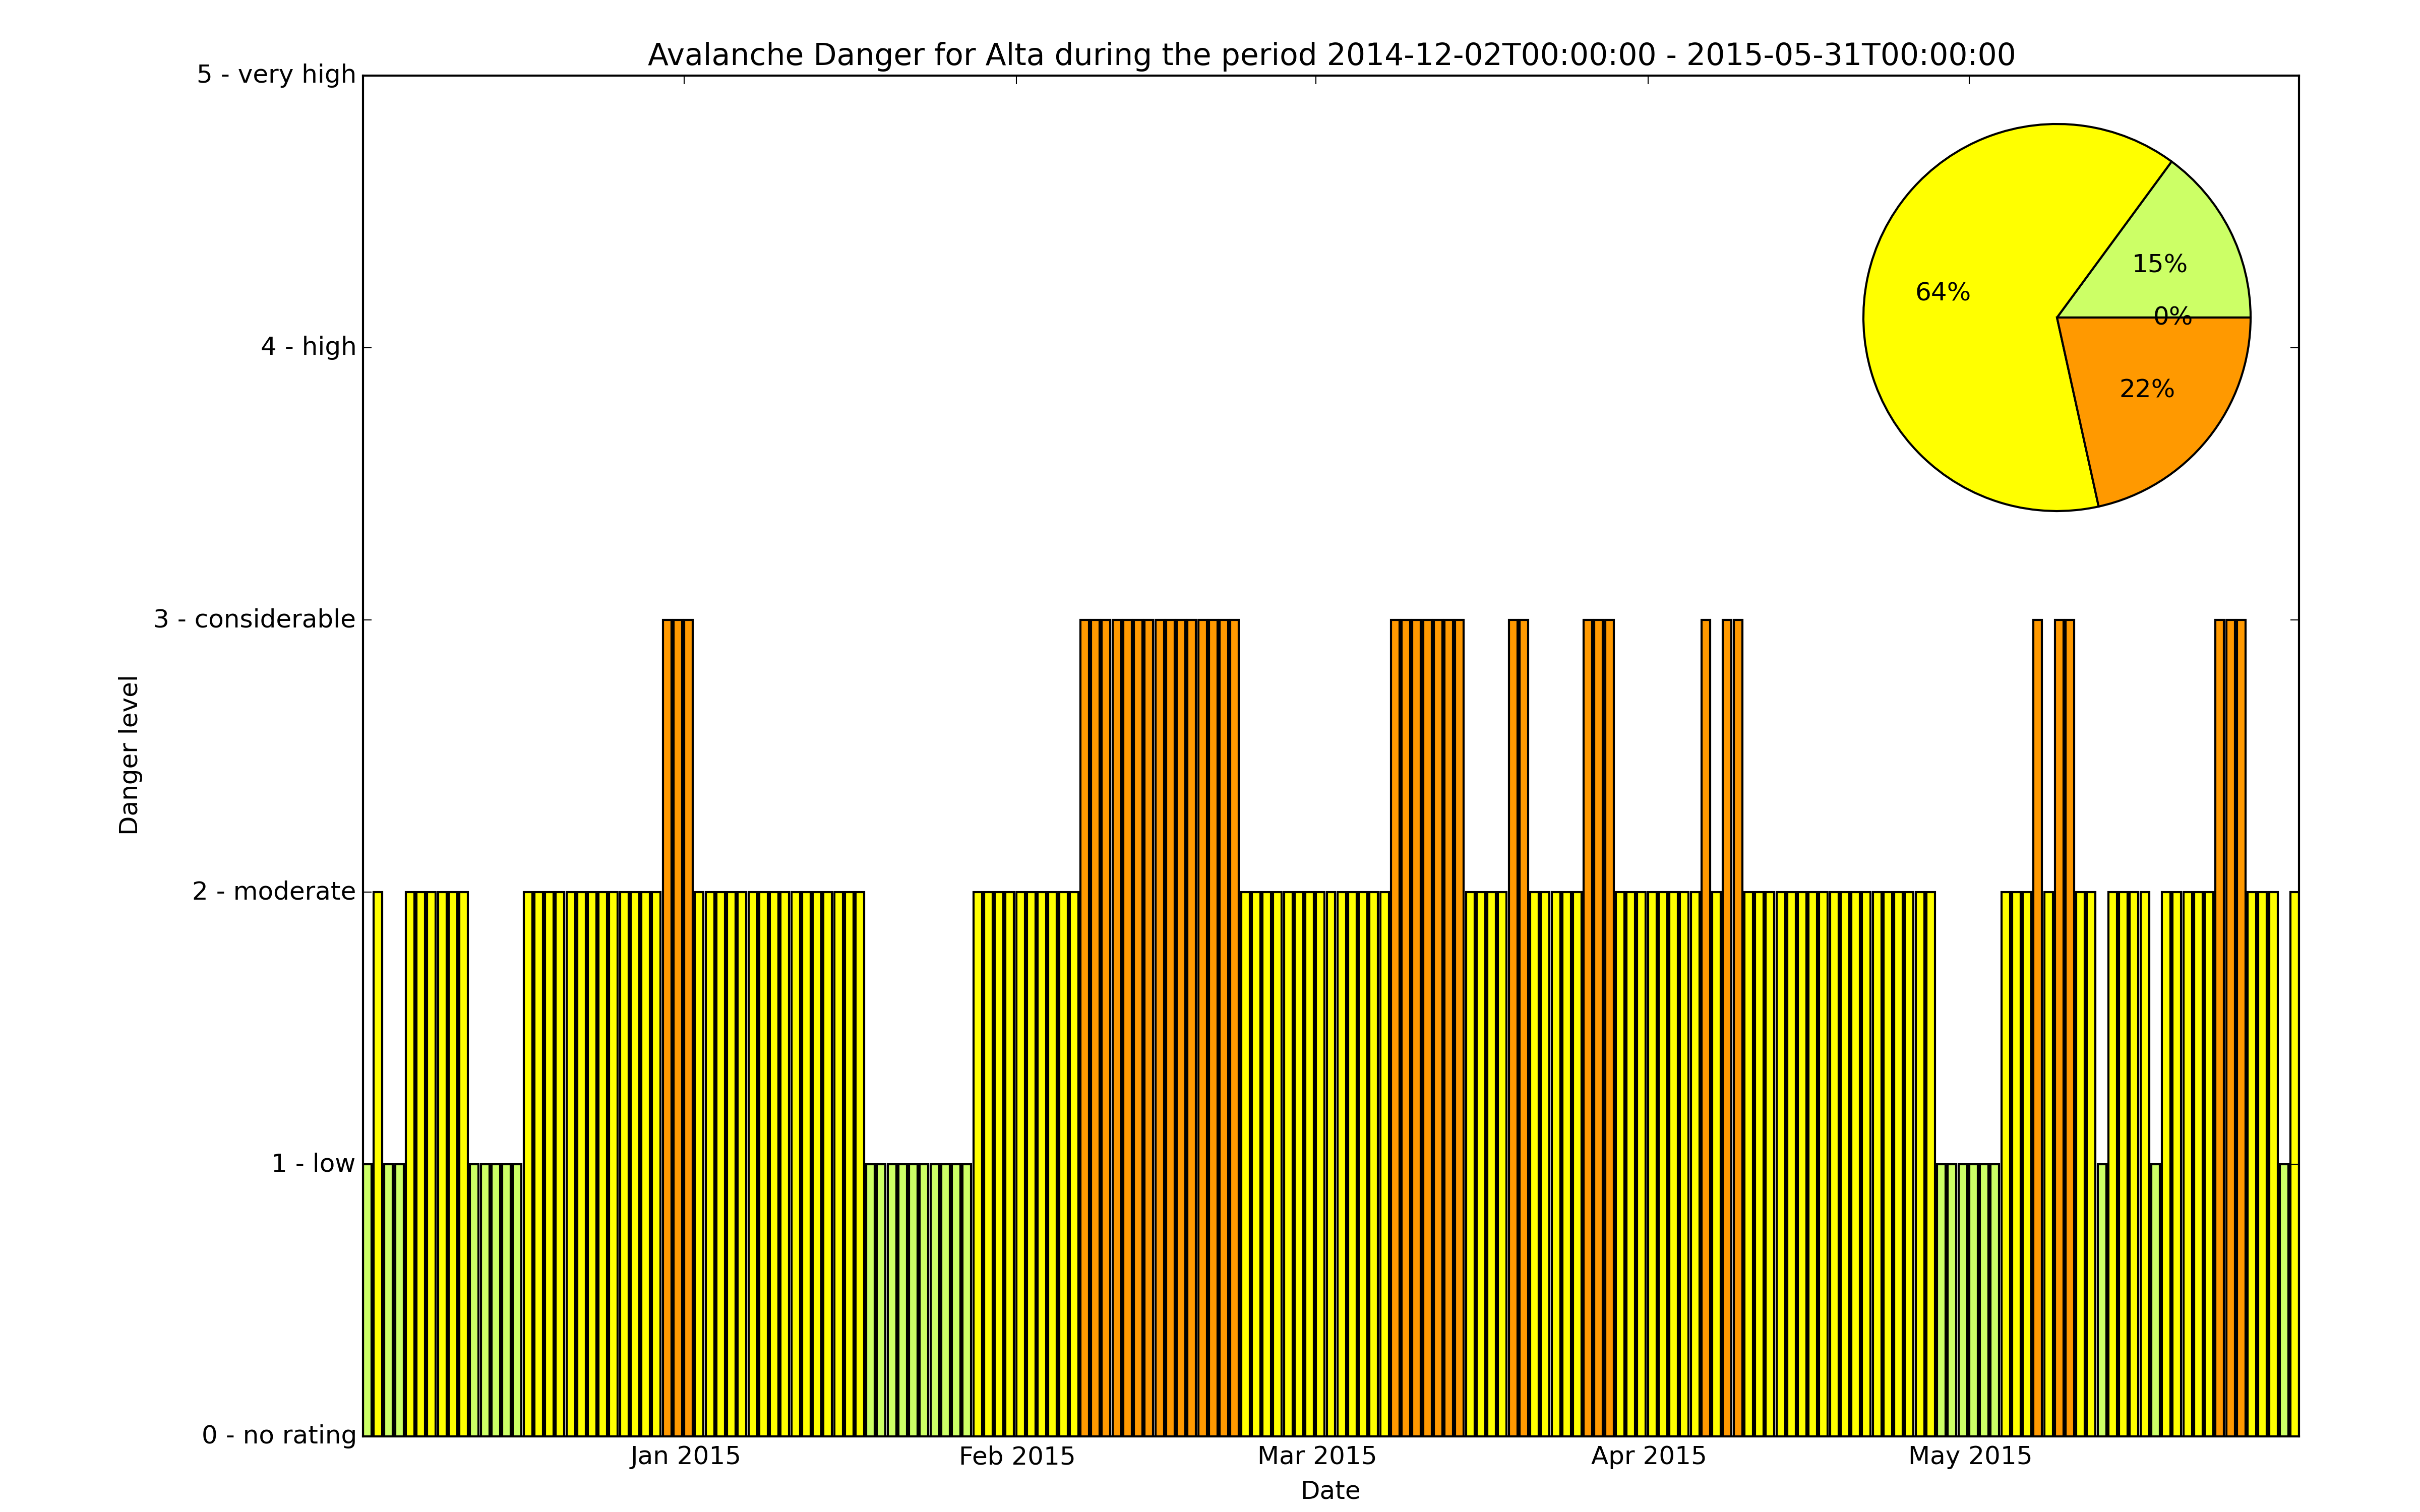 Avalanche Danger for Alta during the period 2014-12-02T00:00:00 - 2015-05-31T00:00:00
5 - very high
4 - high
3 - considerable
2 - moderate
1 - low
0 - no rating
Danger level
64%
15%
0%
22%
Jan 2015
Feb 2015
Mar 2015
Apr 2015
May 2015
Date